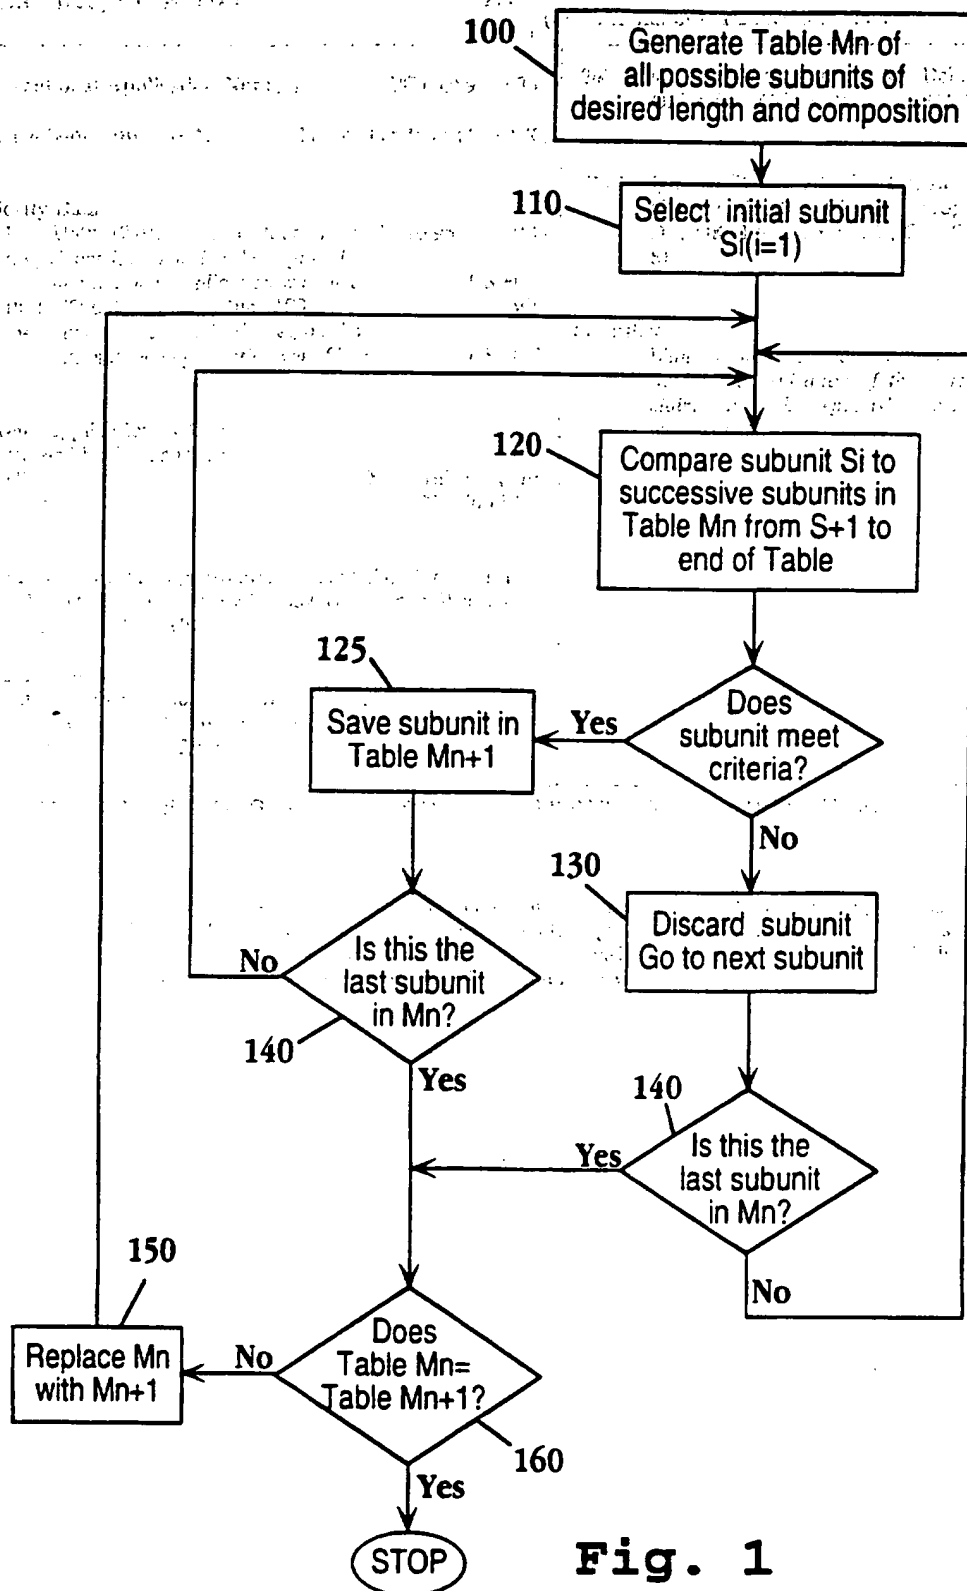 100
Generate Table Mn of
all possible subunits of
desired length and composition
110
Select initial subunit
Si(i=1)
120
Compare subunit Si to
successive subunits in
Table Mn from S+1 to
end of Table
125
Save subunit in
Table Mn+1
Yes
Does
subunit meet
criteria?
No
130
Discard subunit
Go to next subunit
No
Is this the
last subunit
in Mn?
140
Yes
140
Yes
Is this the
last subunit
in Mn?
No
150
Replace Mn
with Mn+1
No
Does
Table Mn=
Table Mn+1?
160
Yes
STOP
Fig. 1